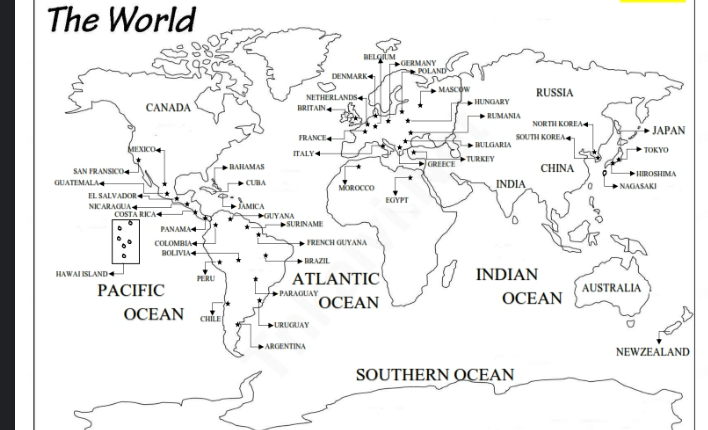 The World
BELGIUM
GERMANY
POLAND
DENMARK
MASCOW
NETHERLANDS
HUNGARY
BRITAIN
RUMANIA
RUSSIA
CANADA
NORTH KOREA
SOUTH KOREA
JAPAN
FRANCE
BULGARIA
TOKYO
MEXICO
ITALY
TURKEY
GREECE
CHINA
SAN FRANSICO
BAHAMAS
HIROSHIMA
GUATEMALA
CUBA
MOROCCO
INDIA
NAGASAKI
EL SALVADOR
EGYPT
NICARAGUA
JAMICA
COSTA RICA
GUYANA
PANAMA
SURINAME
COLOMBIA
FRENCH GUYANA
BOLIVIA
BRAZIL
HAWAI ISLAND
PERU
ATLANTIC
OCEAN
INDIAN
OCEAN
PACIFIC
OCEAN
PARAGUAY
AUSTRALIA
CHILE
URUGUAY
ARGENTINA
NEWZEALAND
SOUTHERN OCEAN